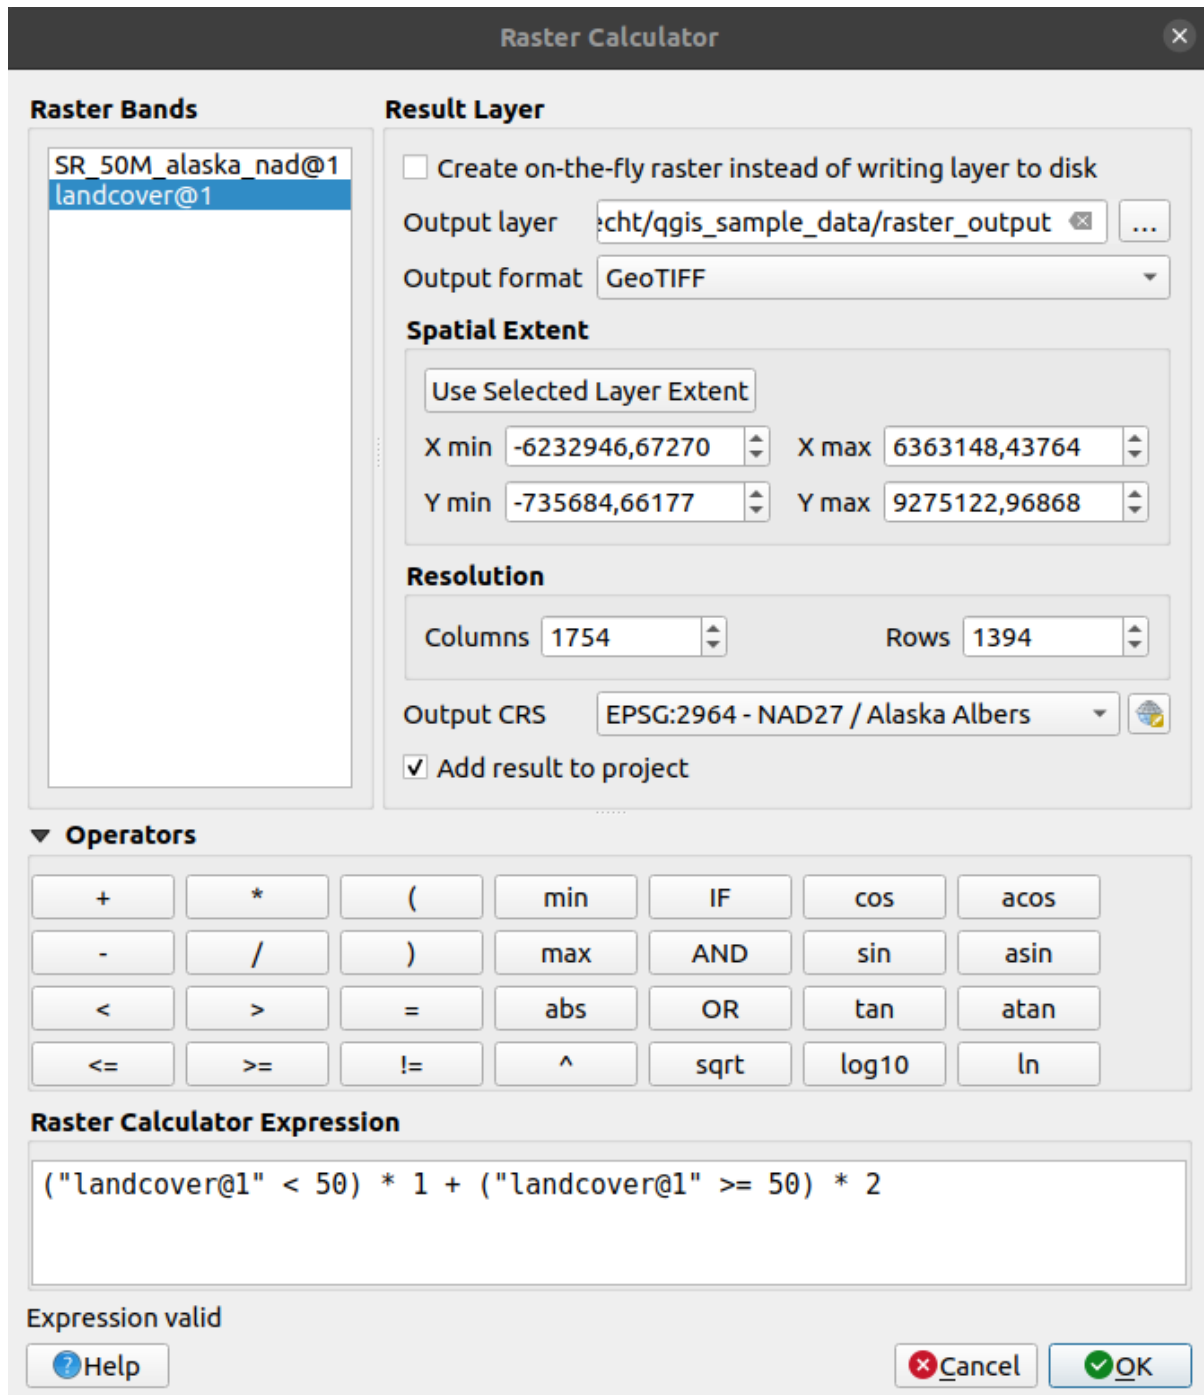 Raster Calculator
Raster Bands
SR_50M_alaska_nad@1
landcover@1
Result Layer
Create on-the-fly raster instead of writing layer to disk
Output layer echt/qgis_sample_data/raster_output ...
Output format GeoTIFF
Spatial Extent
Use Selected Layer Extent
X min -6232946,67270 X max 6363148,43764
Y min -735684,66177 Y max 9275122,96868
Resolution
Columns 1754 Rows 1394
Output CRS EPSG:2964 - NAD27 / Alaska Albers
Add result to project
Operators
+ * ( min IF cos acos
- / ) max AND sin asin
< > = abs OR tan atan
<= >= != ^ sqrt log10 ln
Raster Calculator Expression
("landcover@1" < 50) * 1 + ("landcover@1" >= 50) * 2
Expression valid
Help Cancel OK